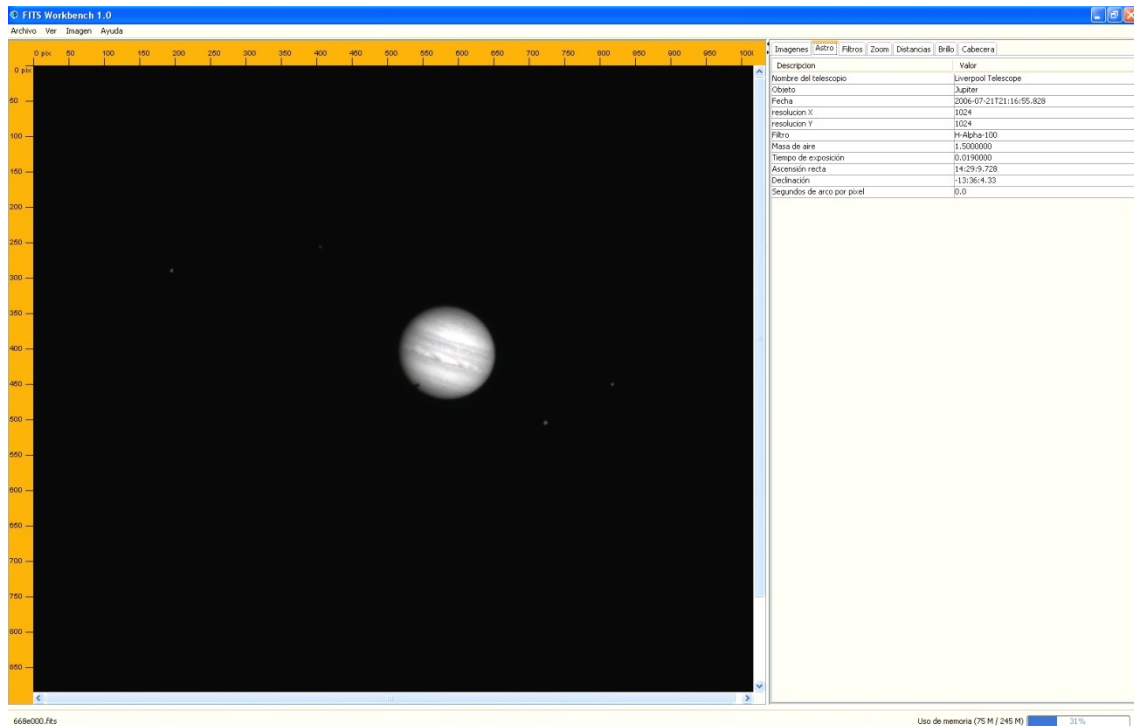 FITS Workbench 1.0
Archivo Ver Imagen Ayuda
0 pix 50 100 150 200 250 300 350 400 450 500 550 600 650 700 750 800 850 900 950 1000
0 pix
50
100
150
200
250
300
350
400
450
500
550
600
650
700
750
800
850
Imagenes Astro Filtros Zoom Distancias Brillo Cabecera
Descripcion Valor
Nombre del telescopio Liverpool Telescope
Objeto Jupiter
Fecha 2006-07-21T21:16:55.828
resolucion X 1024
resolucion Y 1024
Filtro H-Alpha-100
Masa de aire 1.5000000
Tiempo de exposición 0.0190000
Ascensión recta 14:29:9.728
Declinación -13:36:4.33
Segundos de arco por pixel 0.0
668e000.fits
Uso de memoria (75 M / 245 M) 31%